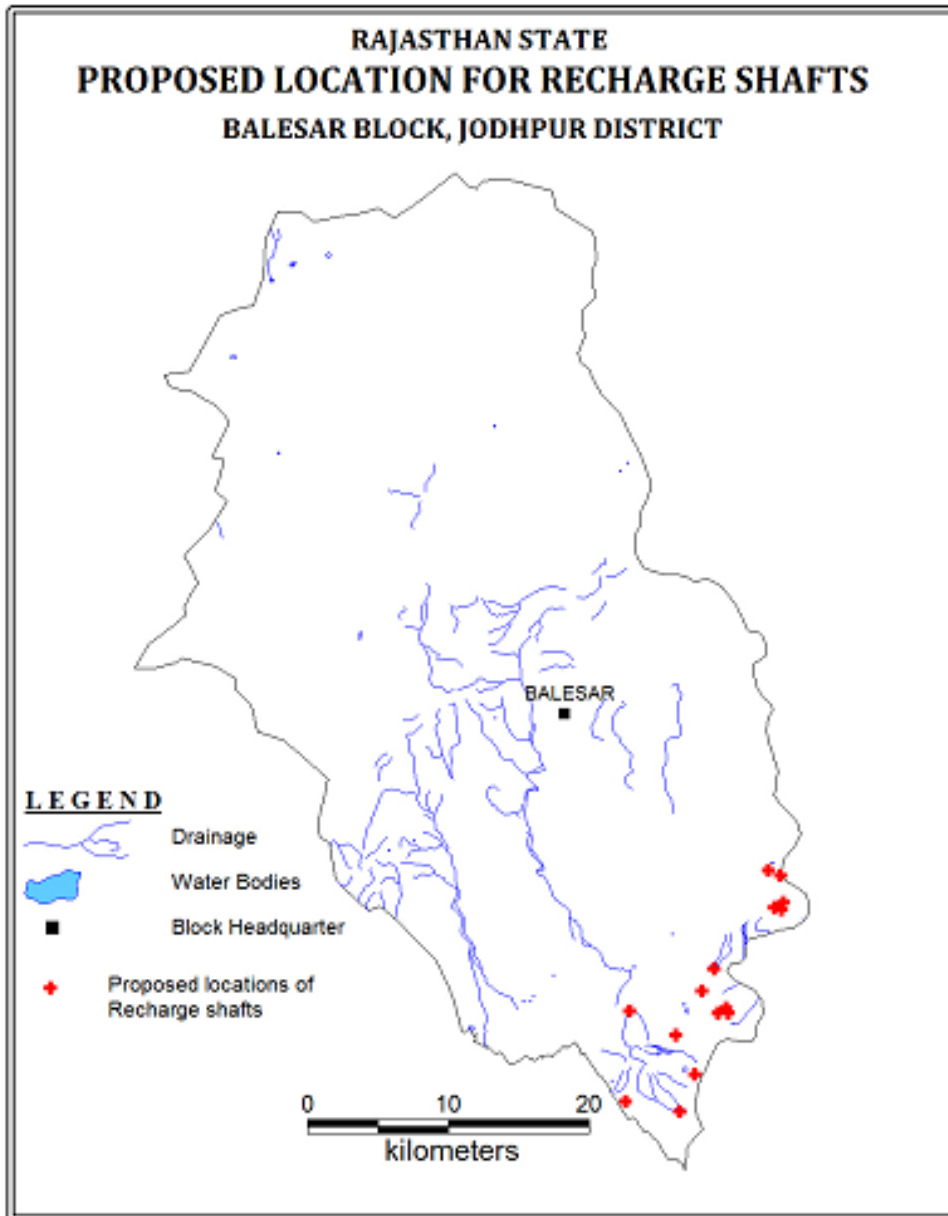 RAJASTHAN STATE
PROPOSED LOCATION FOR RECHARGE SHAFTS
BALESAR BLOCK, JODHPUR DISTRICT
BALESAR
LEGEND
Drainage
Water Bodies
Block Headquarter
Proposed locations of
Recharge shafts
0 10 20
kilometers